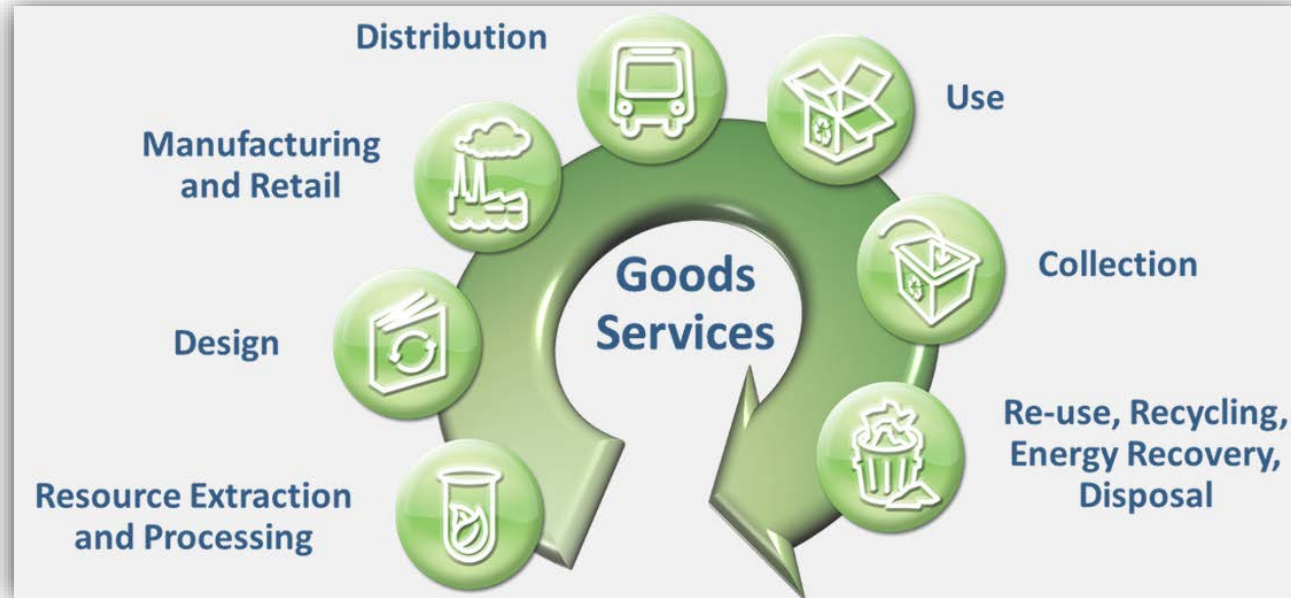 Distribution
Use
Manufacturing
and Retail
Goods
Services
Collection
Design
Re-use, Recycling,
Energy Recovery,
Disposal
Resource Extraction
and Processing